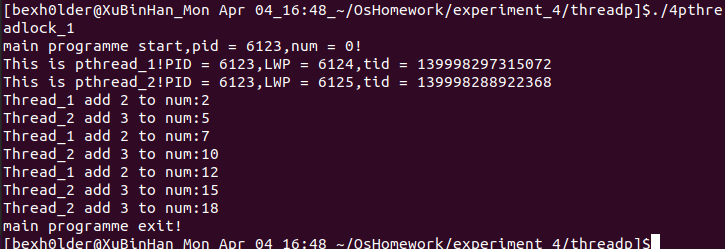 [bexh0lder@XuBinHan_Mon Apr 04_16:48_~/OsHomework/experiment_4/threadp]$./4pthre
adlock_1
main programme start,pid = 6123,num = 0!
This is pthread_1!PID = 6123,LWP = 6124,tid = 139998297315072
This is pthread_2!PID = 6123,LWP = 6125,tid = 139998288922368
Thread_1 add 2 to num:2
Thread_2 add 3 to num:5
Thread_1 add 2 to num:7
Thread_2 add 3 to num:10
Thread_1 add 2 to num:12
Thread_2 add 3 to num:15
Thread_2 add 3 to num:18
main programme exit!
[bexh0lder@XuBinHan_Mon Apr 04_16:48_~/OsHomework/experiment_4/threadp]$